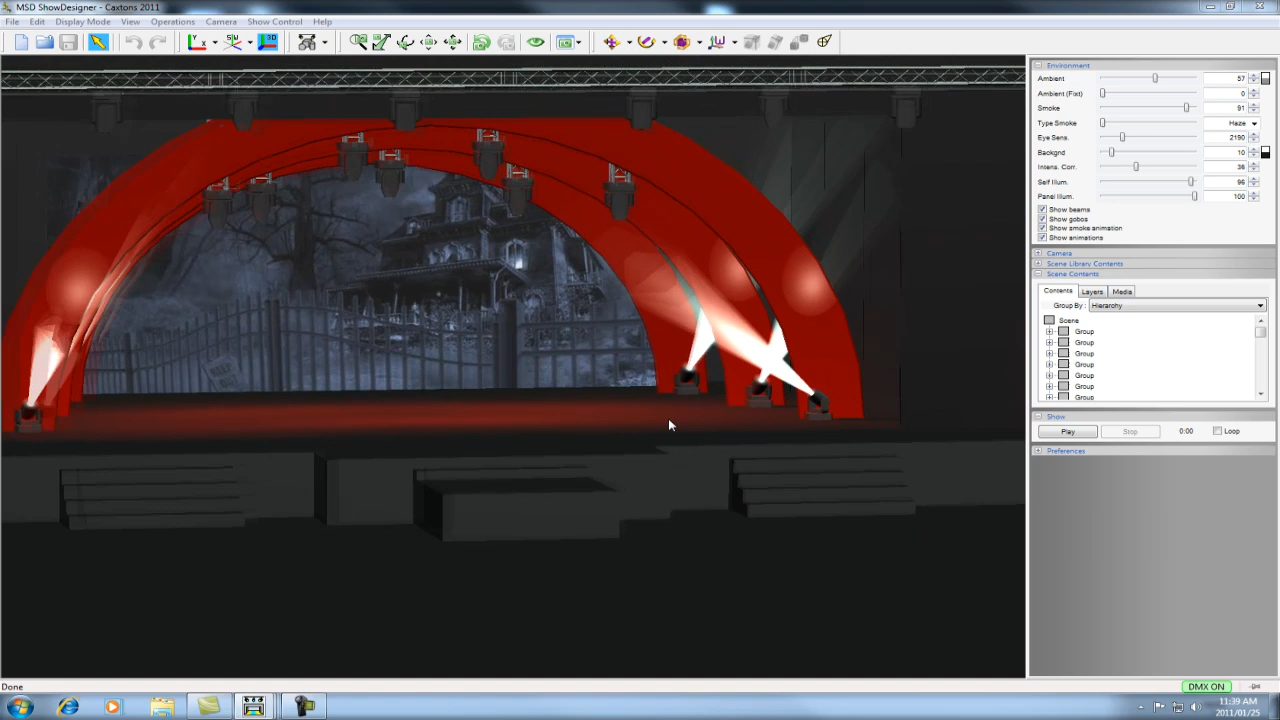 MSD ShowDesigner - Caxtons 2011
File Edit Display Mode View Operations Camera Show Control Help
Environment
Ambient 57
Ambient (Fixt) 0
Smoke 91
Type Smoke Haze
Eye Sens. 2190
Backgnd 10
Intens. Corr. 36
Self Illum. 96
Panel Illum. 100
Show beams
Show gobos
Show smoke animation
Show animations
Camera
Scene Library Contents
Scene Contents
Contents Layers Media
Group By : Hierarchy
Scene
Group
Group
Group
Group
Group
Group
Group
Show
Play Stop 0:00 Loop
Preferences
Done DMX ON
11:39 AM
2011/01/25